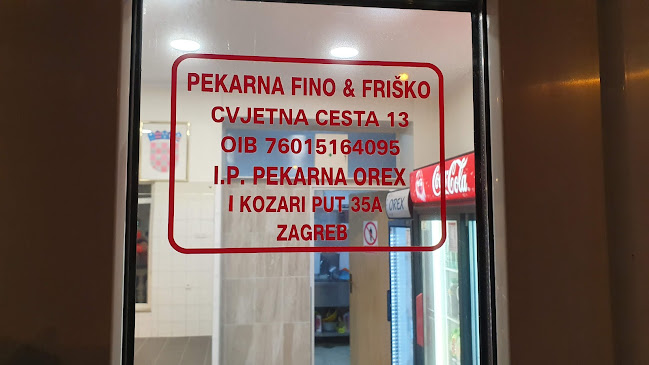 PEKARNA FINO & FRIŠKO
CVJETNA CESTA 13
OIB 76015164095
I.P. PEKARNA OREX
I KOZARI PUT 35A
ZAGREB
OREX
Coca-Cola